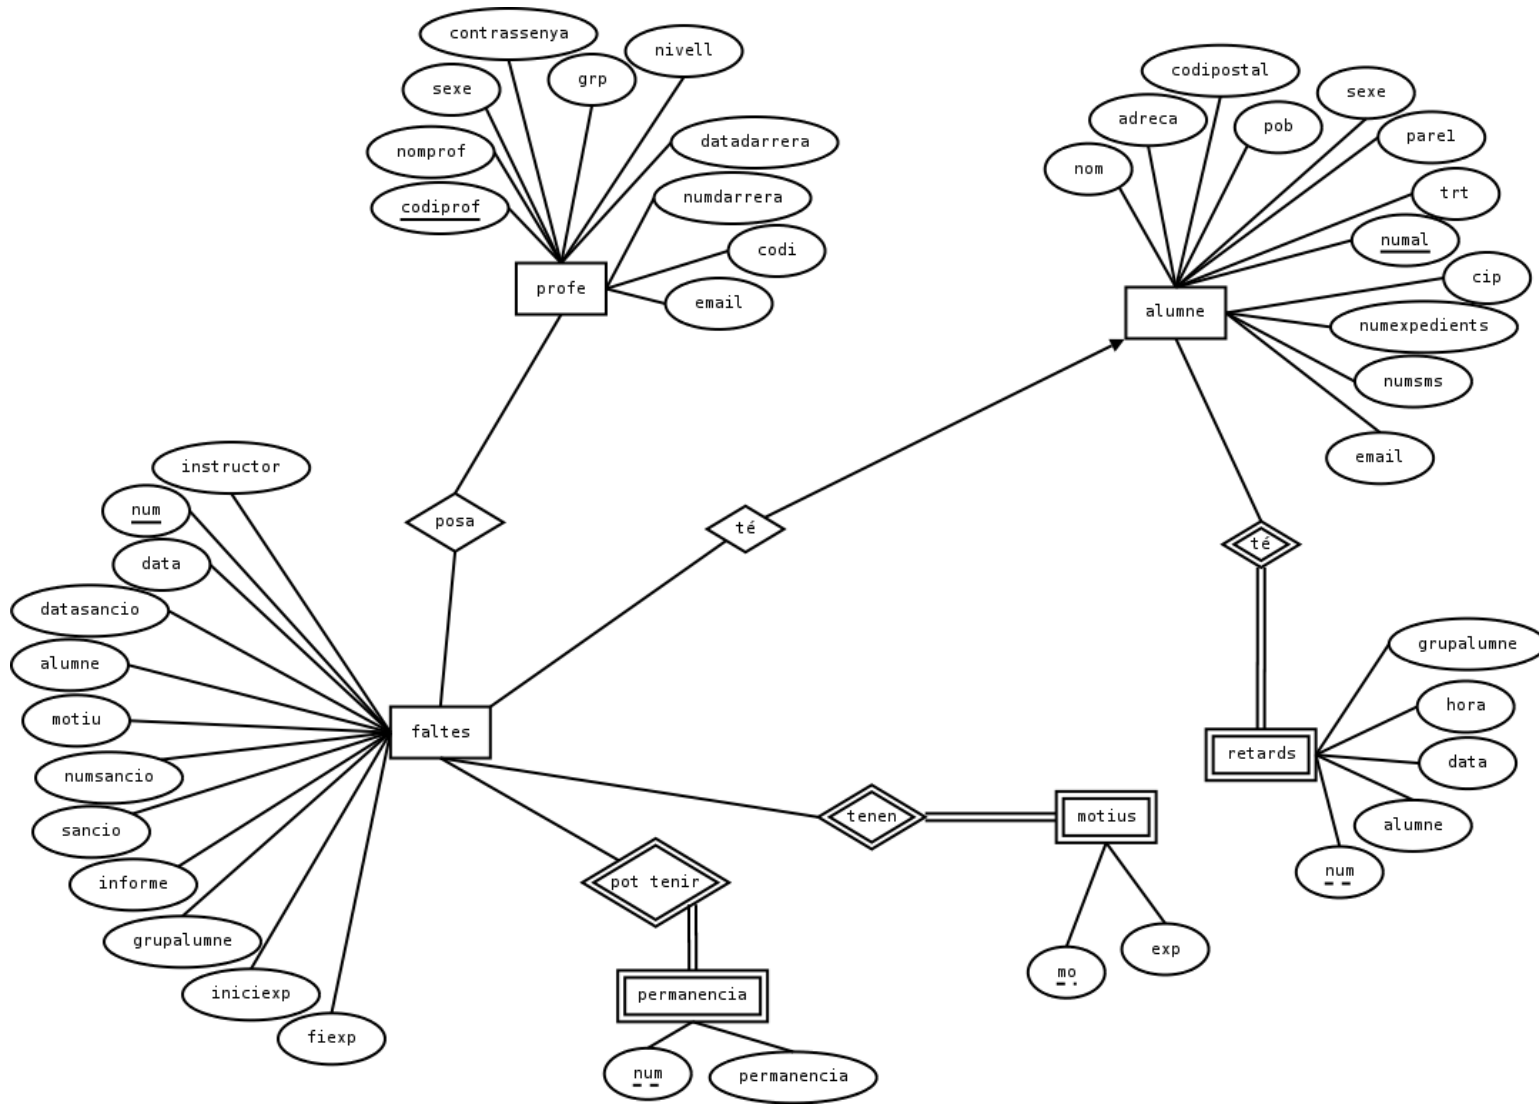 contrassenya
nivell
grp
sexe
nomprof
codiprof
datadarrera
numdarrera
codi
email
profe
codipostal
sexe
adreca
pob
pare1
nom
trt
numal
cip
numexpedients
numsms
email
alumne
posa
té
té
instructor
num
data
datasancio
alumne
motiu
numsancio
sancio
informe
grupalumne
iniciexp
fiexp
faltes
tenen
motius
mo
exp
pot tenir
permanencia
num
permanencia
retards
grupalumne
hora
data
alumne
num